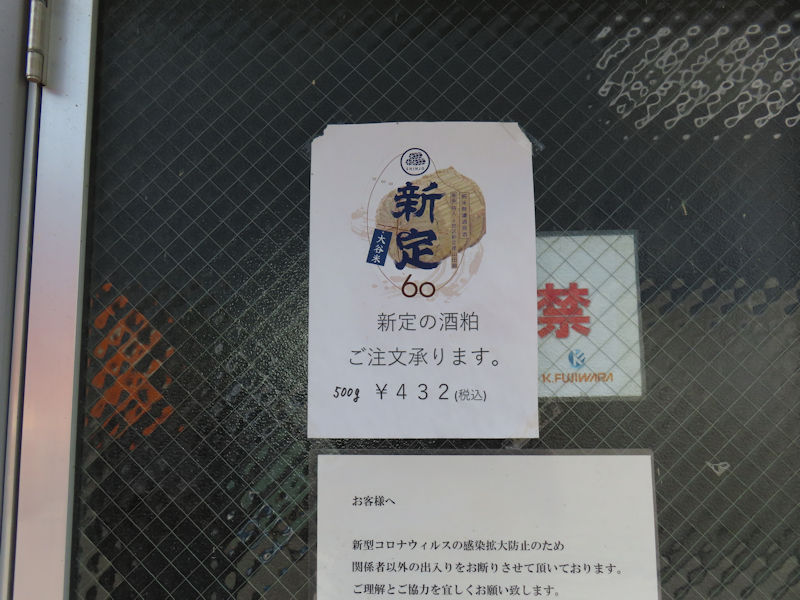 SHINJO
新定
大谷米
60
新定の酒粕
ご注文承ります。
500g ￥432(税込)
禁
K.FUJIWARA
お客様へ
新型コロナウィルスの感染拡大防止のため
関係者以外の出入りをお断りさせて頂いております。
ご理解とご協力を宜しくお願い致します。